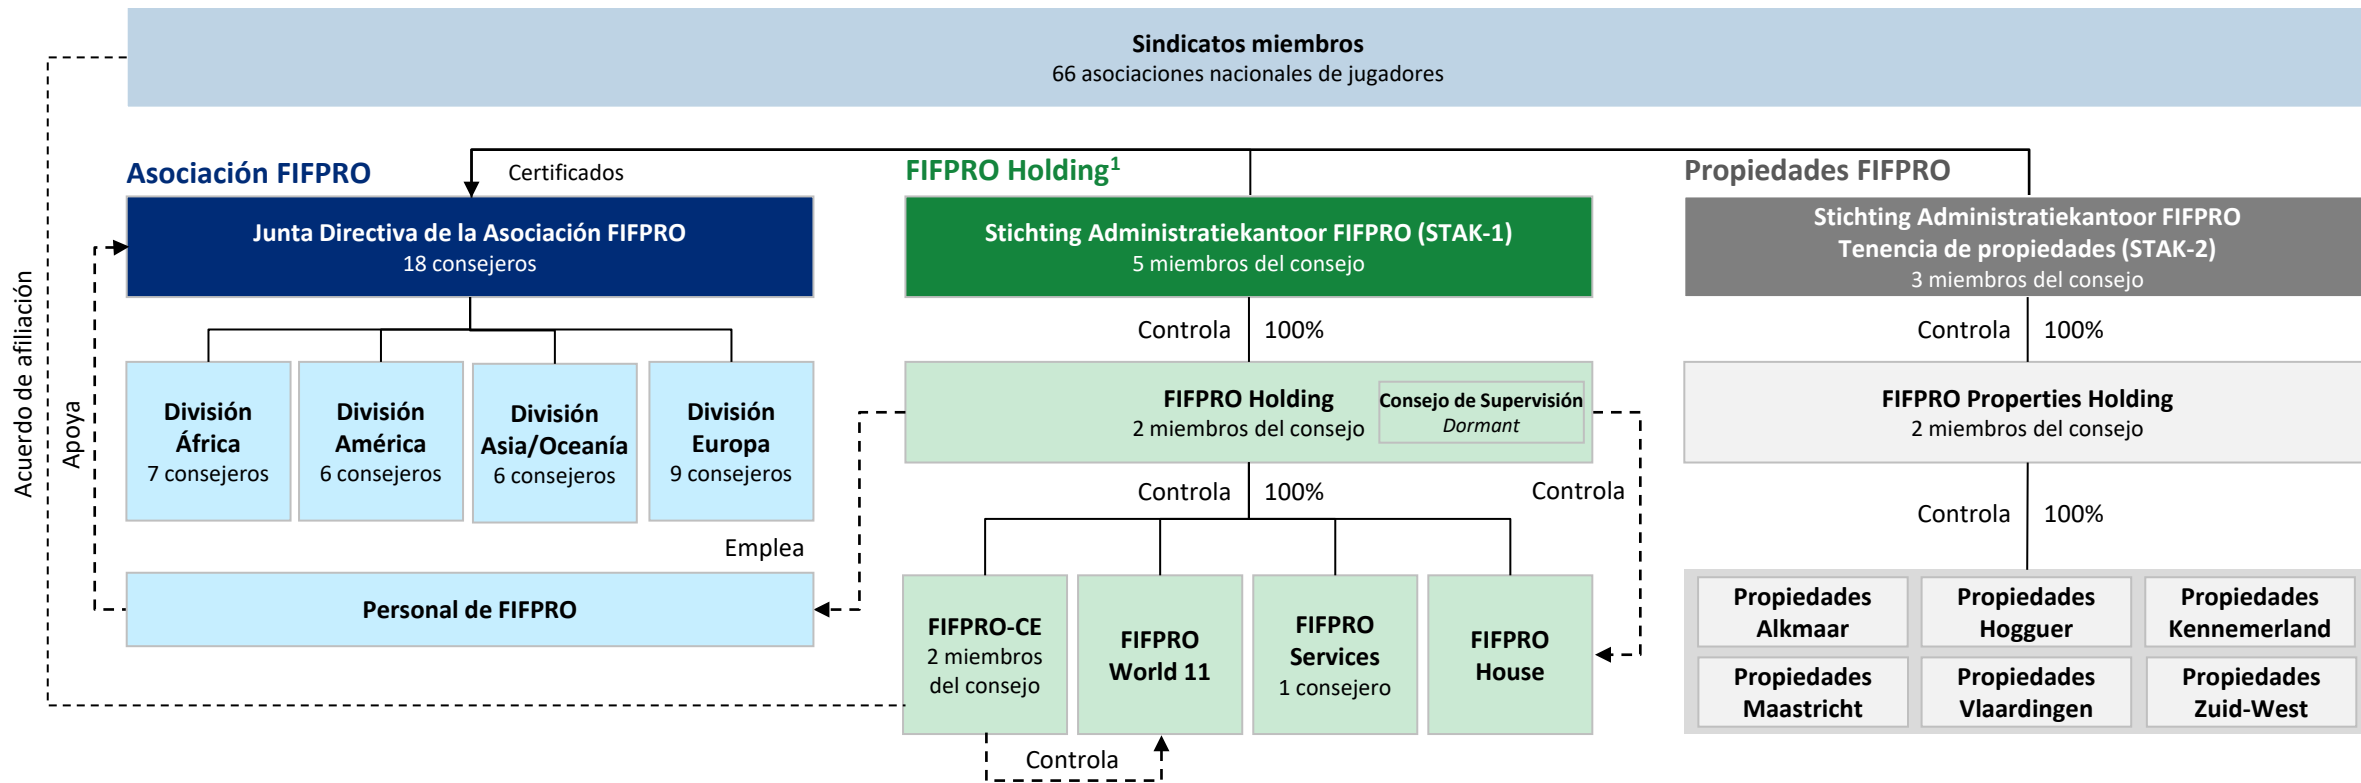 Sindicatos miembros
66 asociaciones nacionales de jugadores
Asociación FIFPRO
Certificados
FIFPRO Holding¹
Propiedades FIFPRO
Junta Directiva de la Asociación FIFPRO
18 consejeros
Stichting Administratiekantoor FIFPRO (STAK-1)
5 miembros del consejo
Stichting Administratiekantoor FIFPRO
Tenencia de propiedades (STAK-2)
3 miembros del consejo
Acuerdo de afiliación
Apoya
Controla 100%
Controla 100%
División
África
7 consejeros
División
América
6 consejeros
División
Asia/Oceanía
6 consejeros
División
Europa
9 consejeros
FIFPRO Holding
2 miembros del consejo
Consejo de Supervisión
Dormant
FIFPRO Properties Holding
2 miembros del consejo
Controla 100%
Controla
Controla 100%
Emplea
Personal de FIFPRO
FIFPRO-CE
2 miembros
del consejo
FIFPRO
World 11
FIFPRO
Services
1 consejero
FIFPRO
House
Controla
Propiedades
Alkmaar
Propiedades
Hogguer
Propiedades
Kennemerland
Propiedades
Maastricht
Propiedades
Vlaardingen
Propiedades
Zuid-West